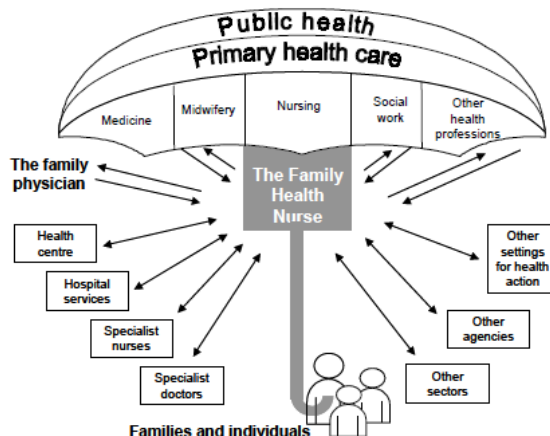 Public health
Primary health care
Medicine
Midwifery
Nursing
Social
work
Other
health
professions
The family
physician
The Family
Health
Nurse
Health
centre
Hospital
services
Specialist
nurses
Specialist
doctors
Other
settings
for health
action
Other
agencies
Other
sectors
Families and individuals